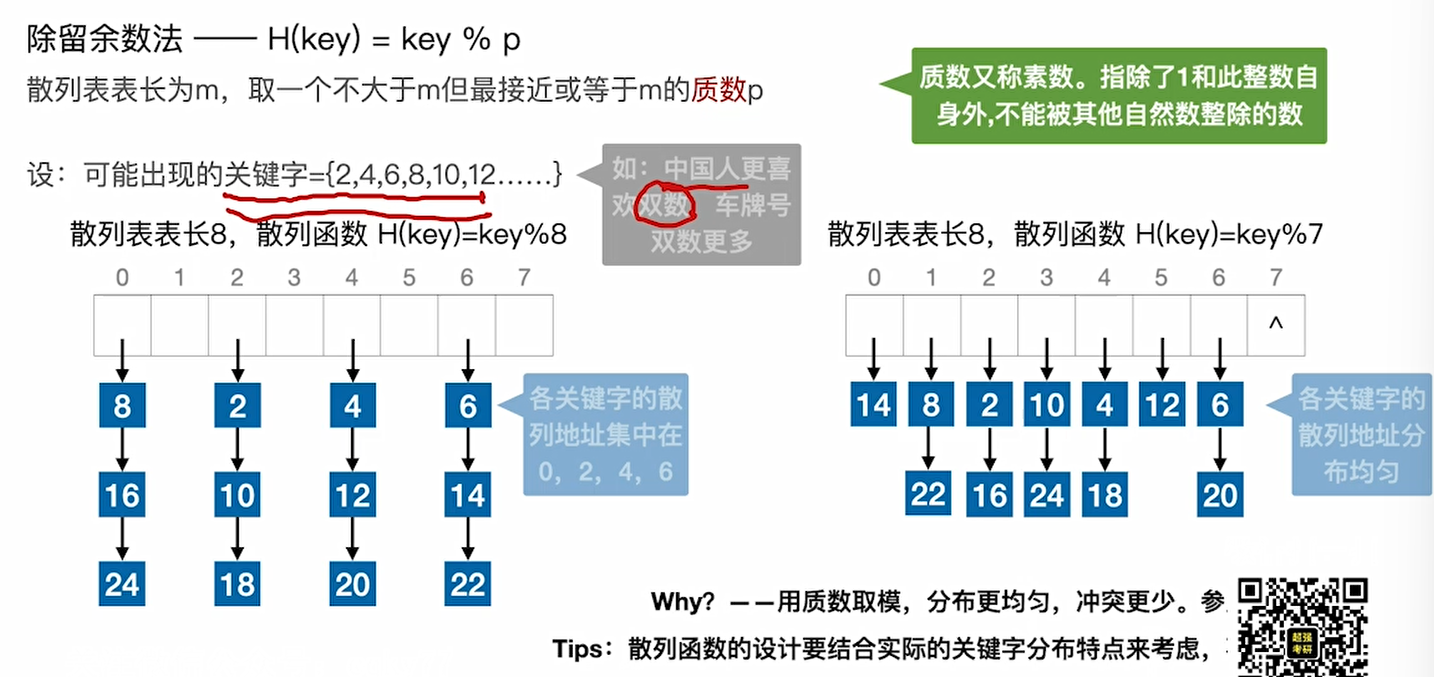 除留余数法 —— H(key) = key % p
散列表表长为m，取一个不大于m但最接近或等于m的质数p
质数又称素数。指除了1和此整数自
身外,不能被其他自然数整除的数
设：可能出现的关键字={2,4,6,8,10,12……}
如：中国人更喜
欢双数，车牌号
双数更多
散列表表长8，散列函数 H(key)=key%8
0 1 2 3 4 5 6 7
8 2 4 6
16 10 12 14
24 18 20 22
各关键字的散
列地址集中在
0，2，4，6
散列表表长8，散列函数 H(key)=key%7
0 1 2 3 4 5 6 7
^
14 8 2 10 4 12 6
22 16 24 18 20
各关键字的
散列地址分
布均匀
Why？——用质数取模，分布更均匀，冲突更少。参
Tips：散列函数的设计要结合实际的关键字分布特点来考虑，
超强
考研